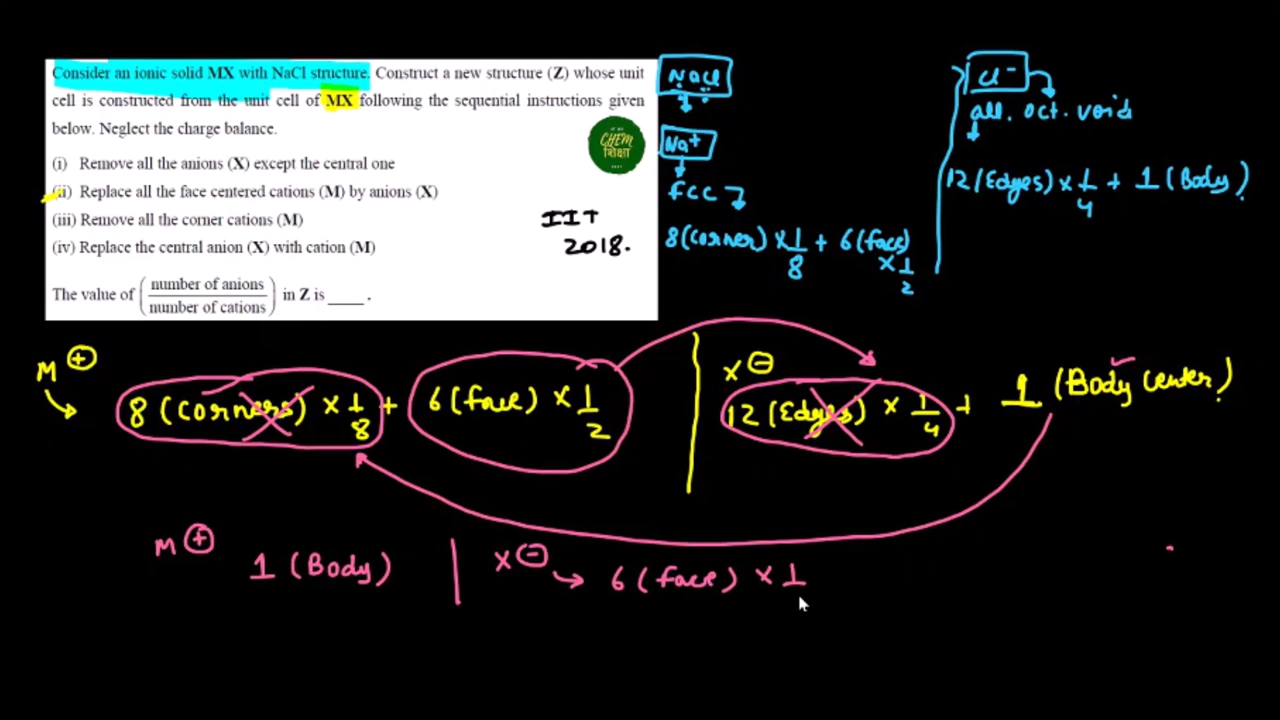 Consider an ionic solid MX with NaCl structure. Construct a new structure (Z) whose unit
cell is constructed from the unit cell of MX following the sequential instructions given
below. Neglect the charge balance.
(i) Remove all the anions (X) except the central one
(ii) Replace all the face centered cations (M) by anions (X)
(iii) Remove all the corner cations (M)
(iv) Replace the central anion (X) with cation (M)
The value of (number of anions / number of cations) in Z is ____ .
CHEM
शिक्षा
IIT
2018.
NaCl
Na+
FCC
8(corner) × 1/8 + 6(face) × 1/2
Cl-
all. oct. void
12(Edges) × 1/4 + 1(Body)
M +
8 (corners) × 1/8 + 6(face) × 1/2
X -
12(Edges) × 1/4 + 1 (Body center)
M + 1 (Body)
X - → 6(face) × 1